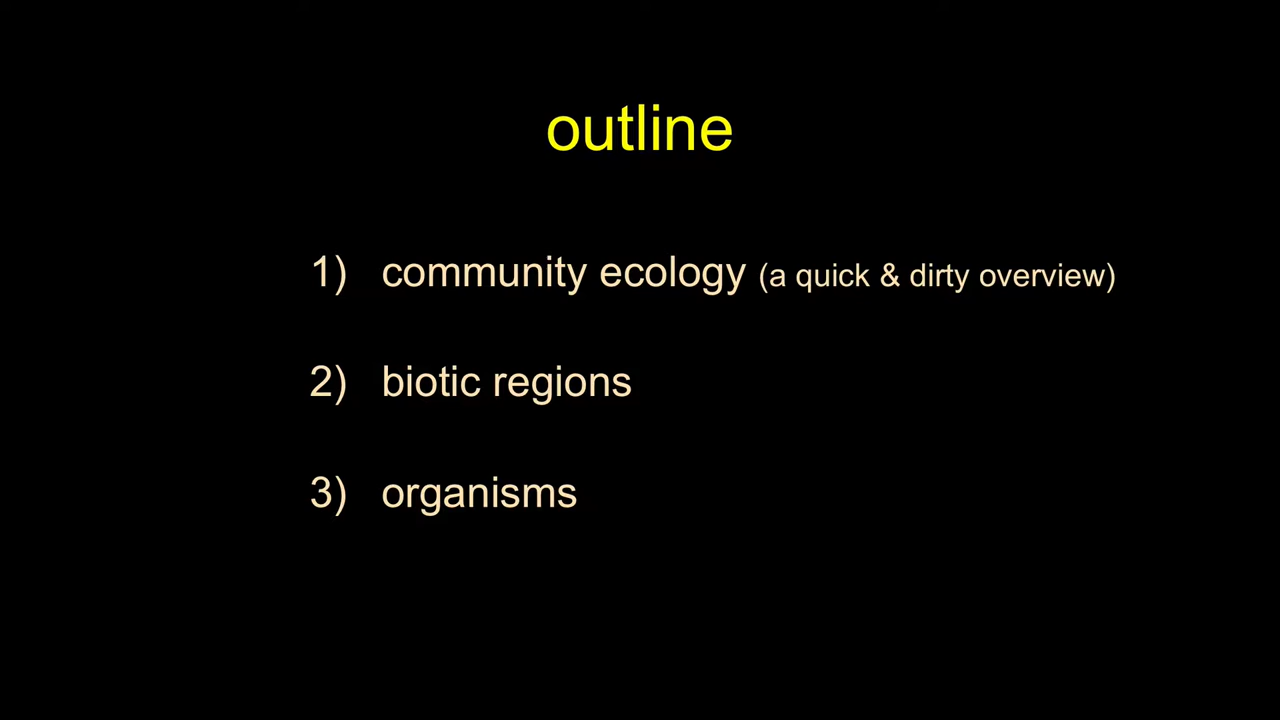 outline
1) community ecology (a quick & dirty overview)
2) biotic regions
3) organisms